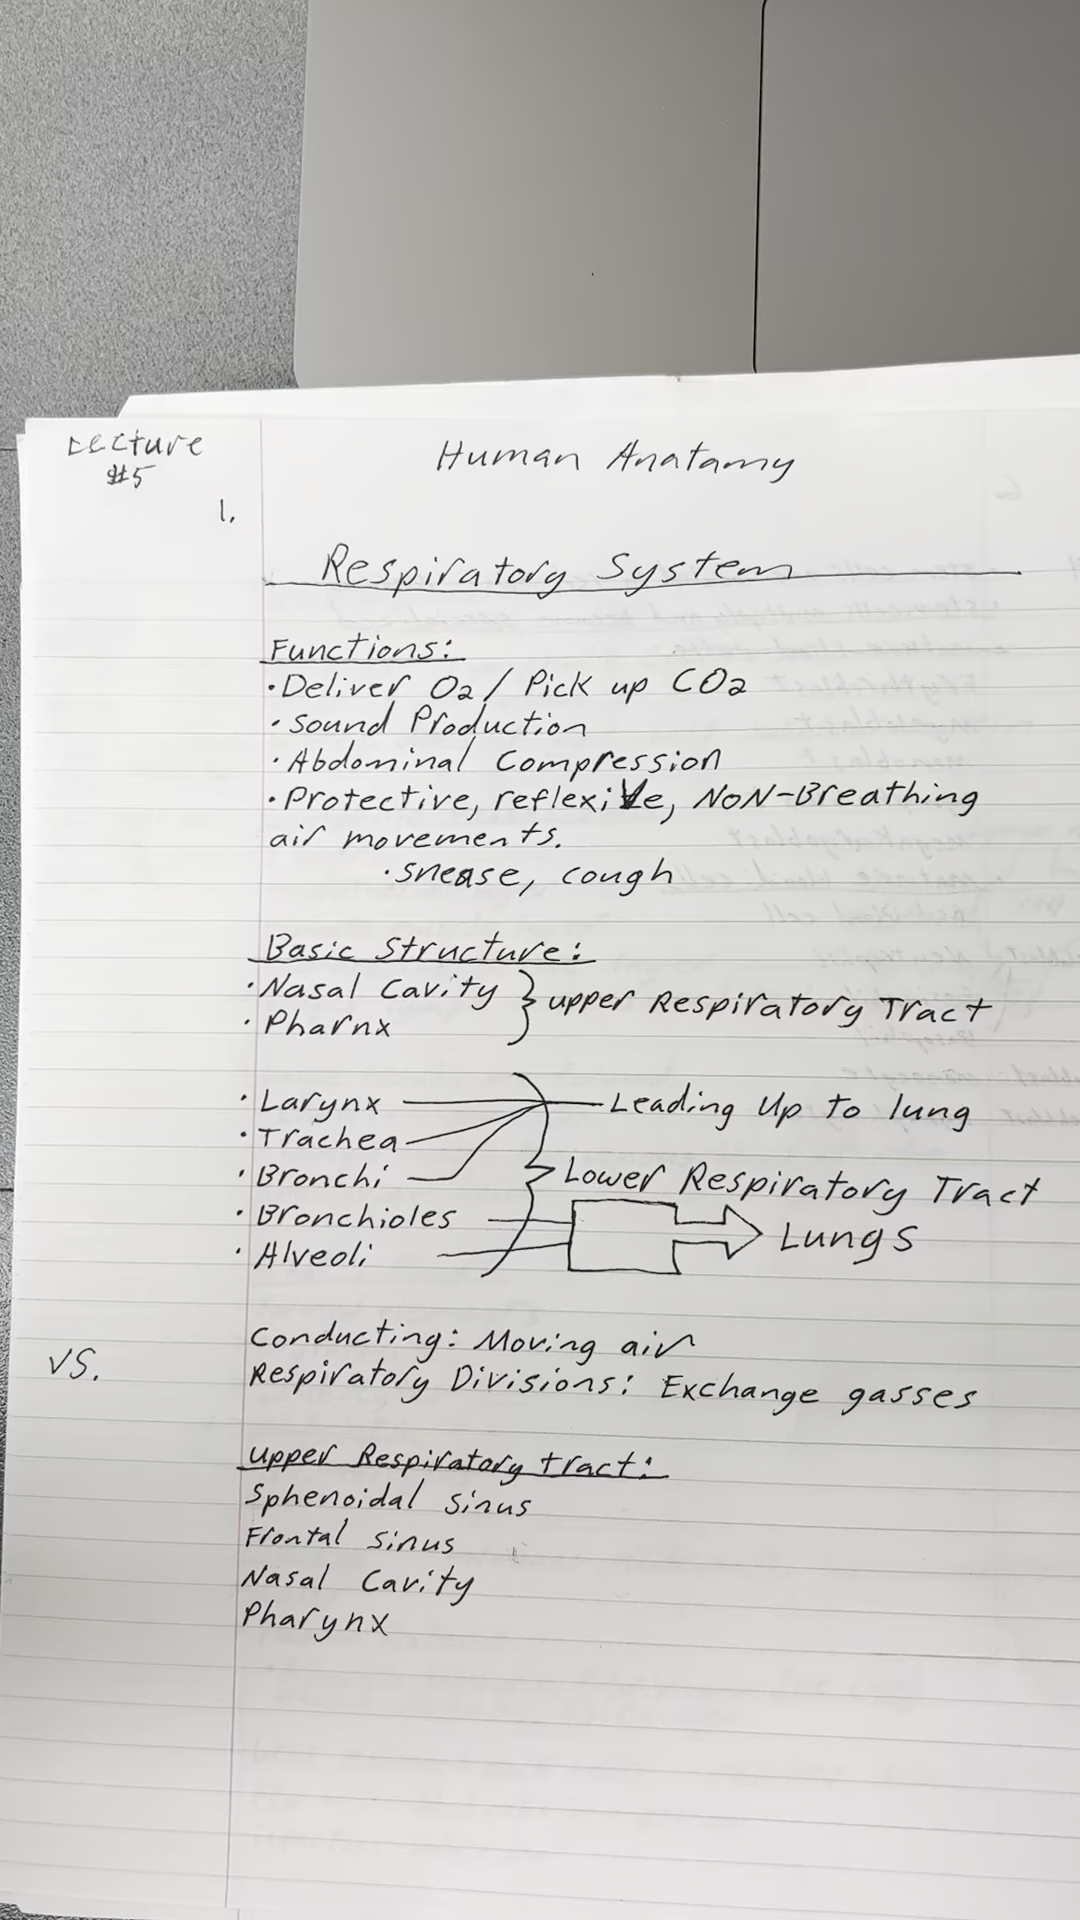 Lecture
#5
Human Anatamy
1.
Respiratory System
Functions:
· Deliver O2 / Pick up CO2
· Sound Production
· Abdominal Compression
· Protective, reflexive, NON-Breathing
air movements.
· snease, cough
Basic Structure:
· Nasal Cavity } upper Respiratory Tract
· Pharnx
· Larynx — Leading Up to lung
· Trachea
· Bronchi Lower Respiratory Tract
· Bronchioles
· Alveoli Lungs
Conducting: Moving air
vs.
Respiratory Divisions: Exchange gasses
upper Respiratory tract:
Sphenoidal sinus
Frontal sinus
Nasal Cavity
Pharynx